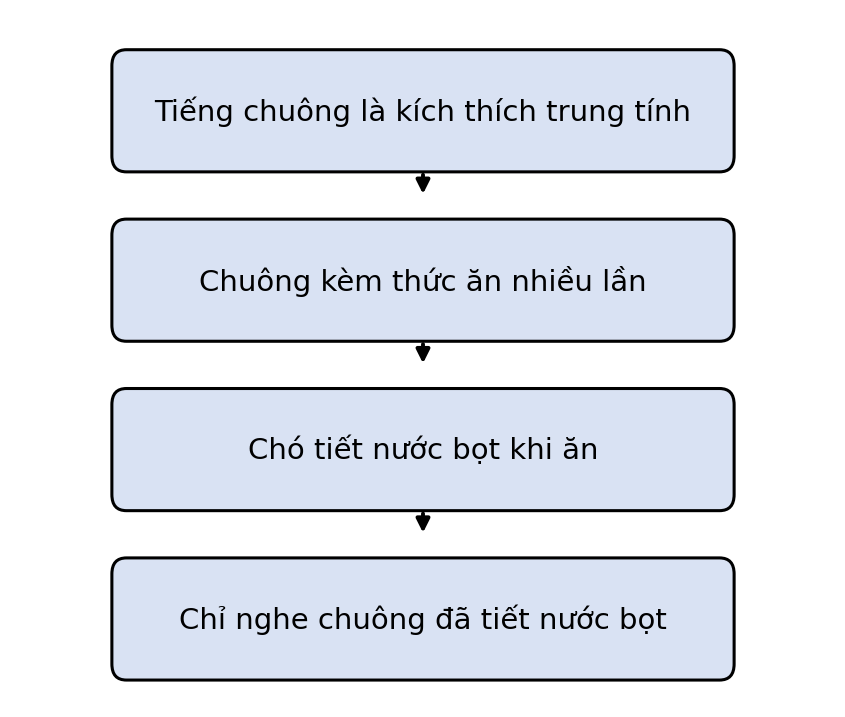 Tiếng chuông là kích thích trung tính
Chuông kèm thức ăn nhiều lần
Chó tiết nước bọt khi ăn
Chỉ nghe chuông đã tiết nước bọt